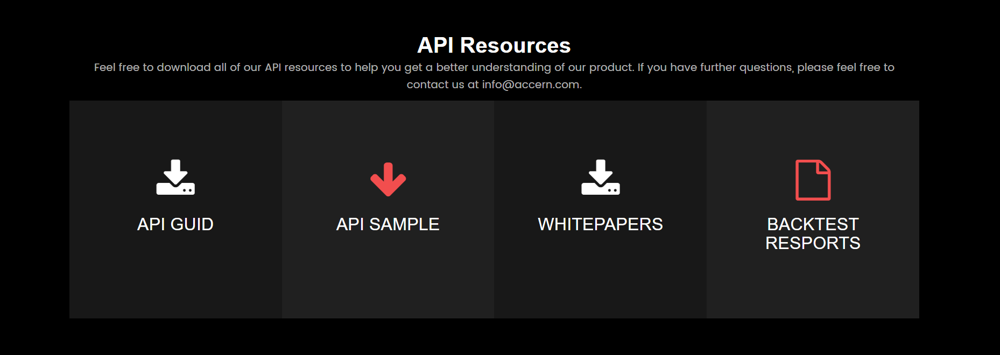 API Resources
Feel free to download all of our API resources to help you get a better understanding of our product. If you have further questions, please feel free to
contact us at info@accern.com.
API GUID
API SAMPLE
WHITEPAPERS
BACKTEST
RESPORTS